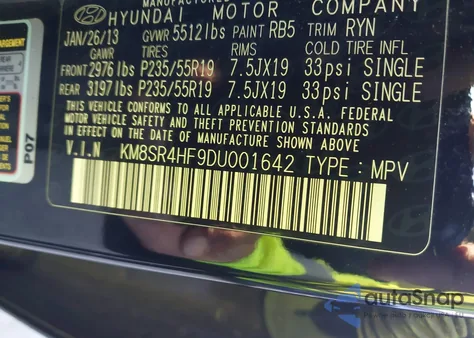 MANUFACTURED
HYUNDAI MOTOR COMPANY
JAN/26/13 GVWR 5512lbs PAINT RB5 TRIM RYN
GAWR TIRES RIMS COLD TIRE INFL
FRONT 2976lbs P235/55R19 7.5JX19 33psi SINGLE
REAR 3197lbs P235/55R19 7.5JX19 33psi SINGLE
THIS VEHICLE CONFORMS TO ALL APPLICABLE U.S.A. FEDERAL
MOTOR VEHICLE SAFETY AND THEFT PREVENTION STANDARDS
IN EFFECT ON THE DATE OF MANUFACTURE SHOWN ABOVE
V.I.N KM8SR4HF9DU001642 TYPE : MPV
P07
autoSnap